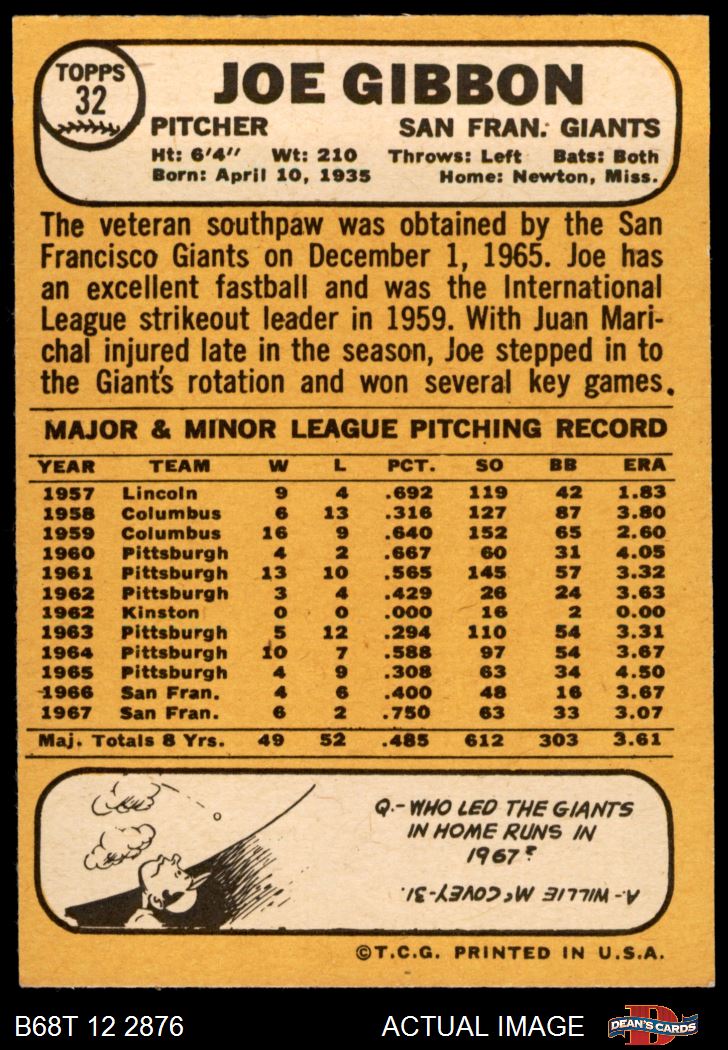 TOPPS
32
JOE GIBBON
PITCHER SAN FRAN. GIANTS
Ht: 6'4" Wt: 210 Throws: Left Bats: Both
Born: April 10, 1935 Home: Newton, Miss.
The veteran southpaw was obtained by the San
Francisco Giants on December 1, 1965. Joe has
an excellent fastball and was the International
League strikeout leader in 1959. With Juan Mari-
chal injured late in the season, Joe stepped in to
the Giant's rotation and won several key games.
MAJOR & MINOR LEAGUE PITCHING RECORD
YEAR TEAM W L PCT. SO BB ERA
1957 Lincoln 9 4 .692 119 42 1.83
1958 Columbus 6 13 .316 127 87 3.80
1959 Columbus 16 9 .640 152 65 2.60
1960 Pittsburgh 4 2 .667 60 31 4.05
1961 Pittsburgh 13 10 .565 145 57 3.32
1962 Pittsburgh 3 4 .429 26 24 3.63
1962 Kinston 0 0 .000 16 2 0.00
1963 Pittsburgh 5 12 .294 110 54 3.31
1964 Pittsburgh 10 7 .588 97 54 3.67
1965 Pittsburgh 4 9 .308 63 34 4.50
1966 San Fran. 4 6 .400 48 16 3.67
1967 San Fran. 6 2 .750 63 33 3.07
Maj. Totals 8 Yrs. 49 52 .485 612 303 3.61
Q.- WHO LED THE GIANTS
IN HOME RUNS IN
1967?
A.- WILLIE McCOVEY-31.
©T.C.G. PRINTED IN U.S.A.
B68T 12 2876 ACTUAL IMAGE
D
DEAN'S CARDS